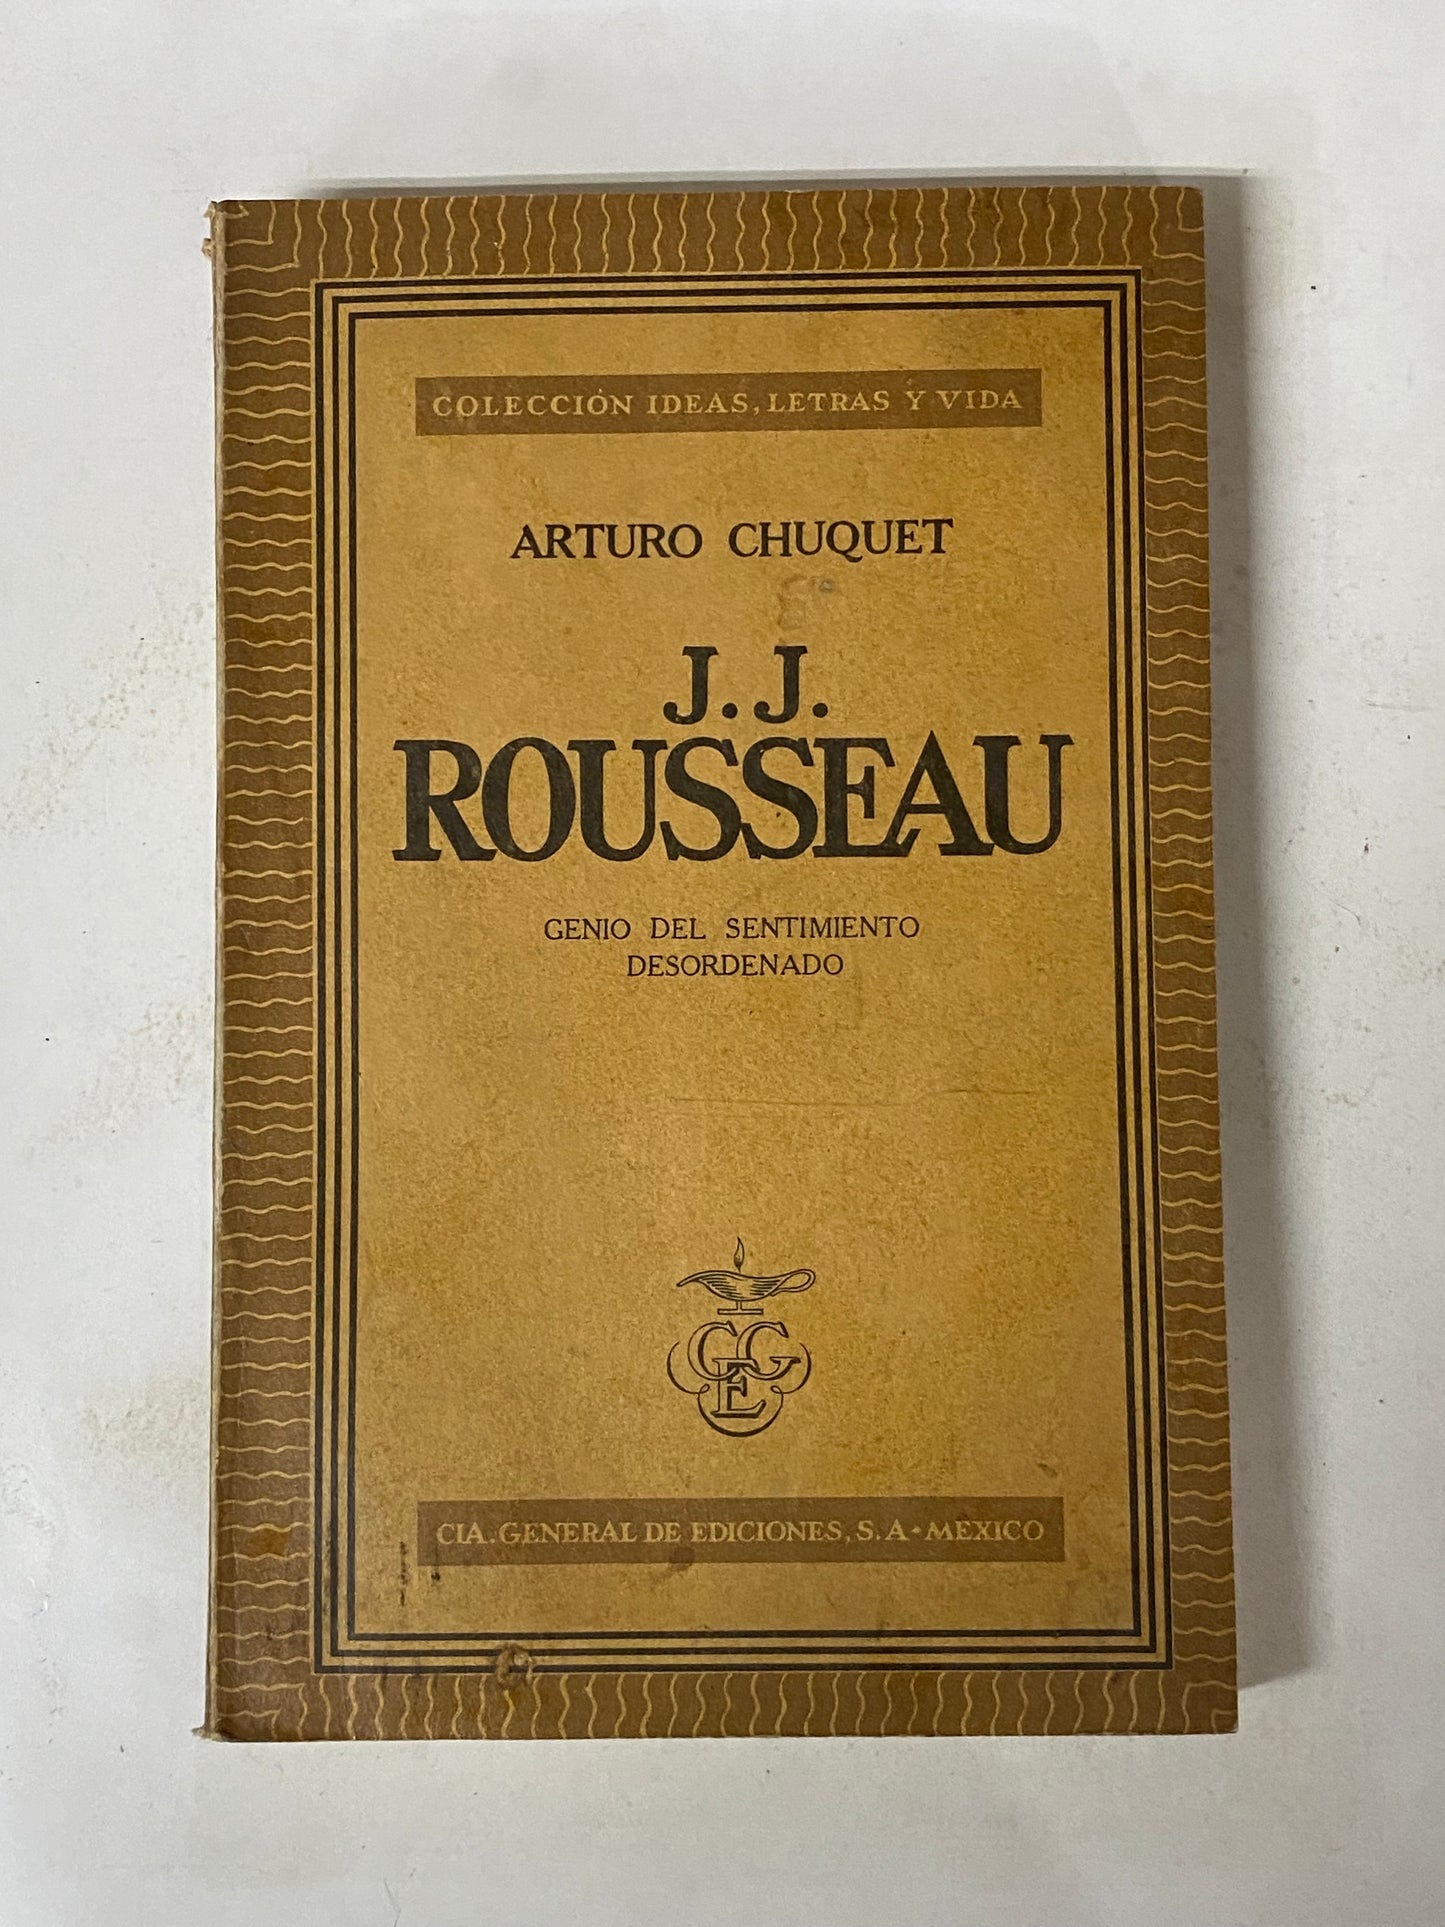 COLECCIÓN IDEAS, LETRAS Y VIDA
ARTURO CHUQUET
J. J.
ROUSSEAU
GENIO DEL SENTIMIENTO
DESORDENADO
CGE
CIA. GENERAL DE EDICIONES, S. A • MEXICO